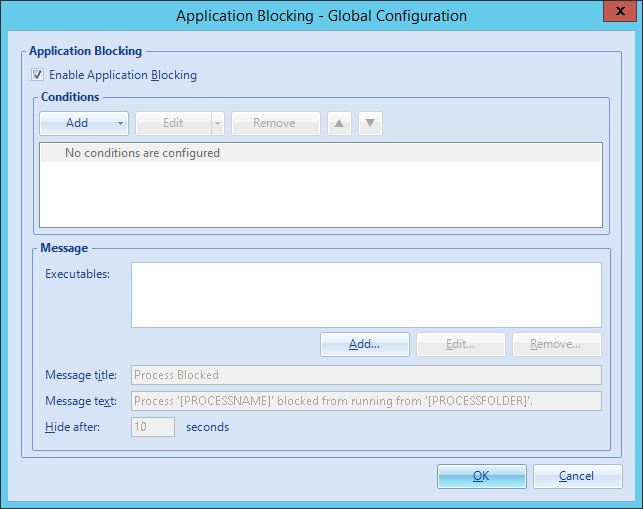 Application Blocking - Global Configuration
x
Application Blocking
Enable Application Blocking
Conditions
Add Edit Remove
No conditions are configured
Message
Executables:
Add... Edit... Remove...
Message title: Process Blocked
Message text: Process '[PROCESSNAME]' blocked from running from '[PROCESSFOLDER]'.
Hide after: 10 seconds
OK Cancel